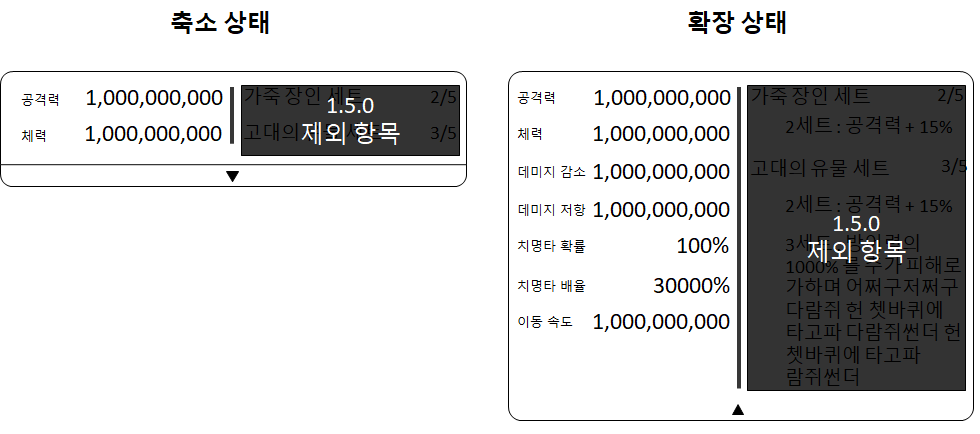 축소 상태
공격력 1,000,000,000
체력 1,000,000,000
가죽 장인 세트 2/5
고대의 3/5
1.5.0
제외 항목
▼
확장 상태
공격력 1,000,000,000
체력 1,000,000,000
데미지 감소 1,000,000,000
데미지 저항 1,000,000,000
치명타 확률 100%
치명타 배율 30000%
이동 속도 1,000,000,000
가죽 장인 세트 2/5
2세트 : 공격력 + 15%
고대의 유물 세트 3/5
2세트 : 공격력 + 15%
3세트 : 방어력의
1000% 를 추가 피해로
가하며 어쩌구저쩌구
다람쥐 헌 쳇바퀴에
타고파 다람쥐썬더 헌
쳇바퀴에 타고파
람쥐썬더
1.5.0
제외 항목
▲